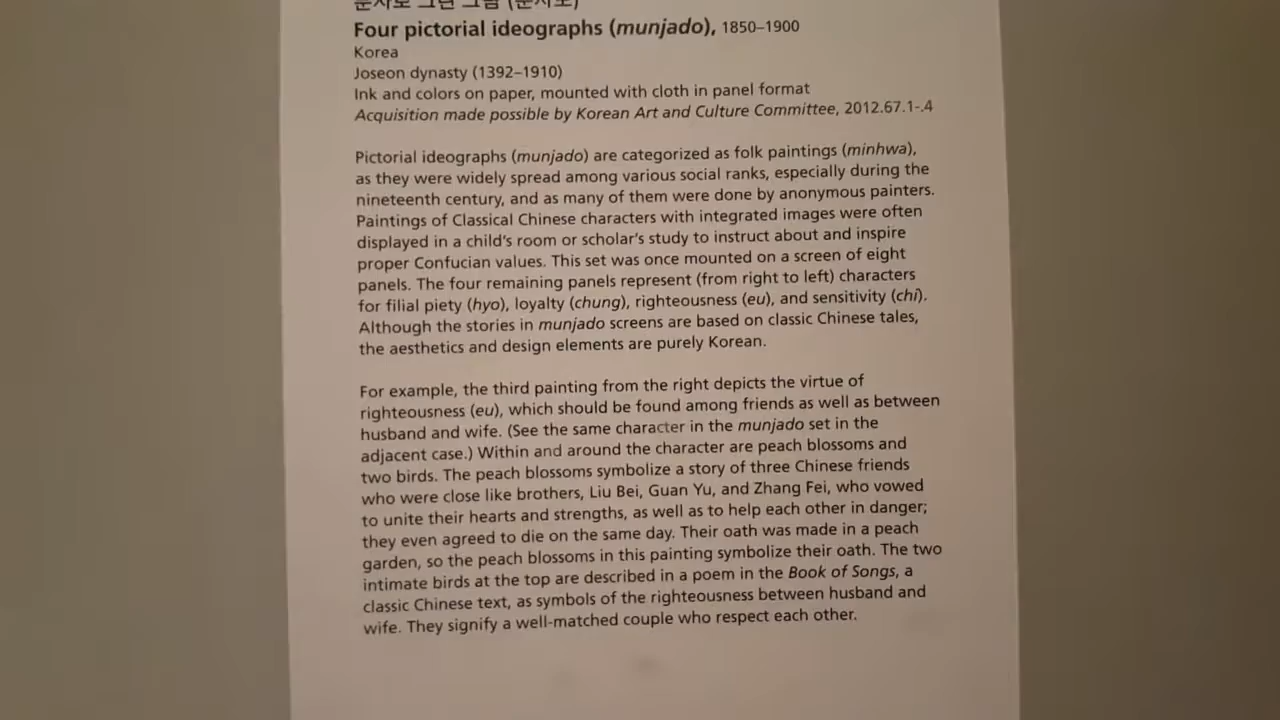 문자로 그린 그림 (문자도)
Four pictorial ideographs (munjado), 1850–1900
Korea
Joseon dynasty (1392–1910)
Ink and colors on paper, mounted with cloth in panel format
Acquisition made possible by Korean Art and Culture Committee, 2012.67.1-.4
Pictorial ideographs (munjado) are categorized as folk paintings (minhwa),
as they were widely spread among various social ranks, especially during the
nineteenth century, and as many of them were done by anonymous painters.
Paintings of Classical Chinese characters with integrated images were often
displayed in a child's room or scholar's study to instruct about and inspire
proper Confucian values. This set was once mounted on a screen of eight
panels. The four remaining panels represent (from right to left) characters
for filial piety (hyo), loyalty (chung), righteousness (eu), and sensitivity (chi).
Although the stories in munjado screens are based on classic Chinese tales,
the aesthetics and design elements are purely Korean.
For example, the third painting from the right depicts the virtue of
righteousness (eu), which should be found among friends as well as between
husband and wife. (See the same character in the munjado set in the
adjacent case.) Within and around the character are peach blossoms and
two birds. The peach blossoms symbolize a story of three Chinese friends
who were close like brothers, Liu Bei, Guan Yu, and Zhang Fei, who vowed
to unite their hearts and strengths, as well as to help each other in danger;
they even agreed to die on the same day. Their oath was made in a peach
garden, so the peach blossoms in this painting symbolize their oath. The two
intimate birds at the top are described in a poem in the Book of Songs, a
classic Chinese text, as symbols of the righteousness between husband and
wife. They signify a well-matched couple who respect each other.